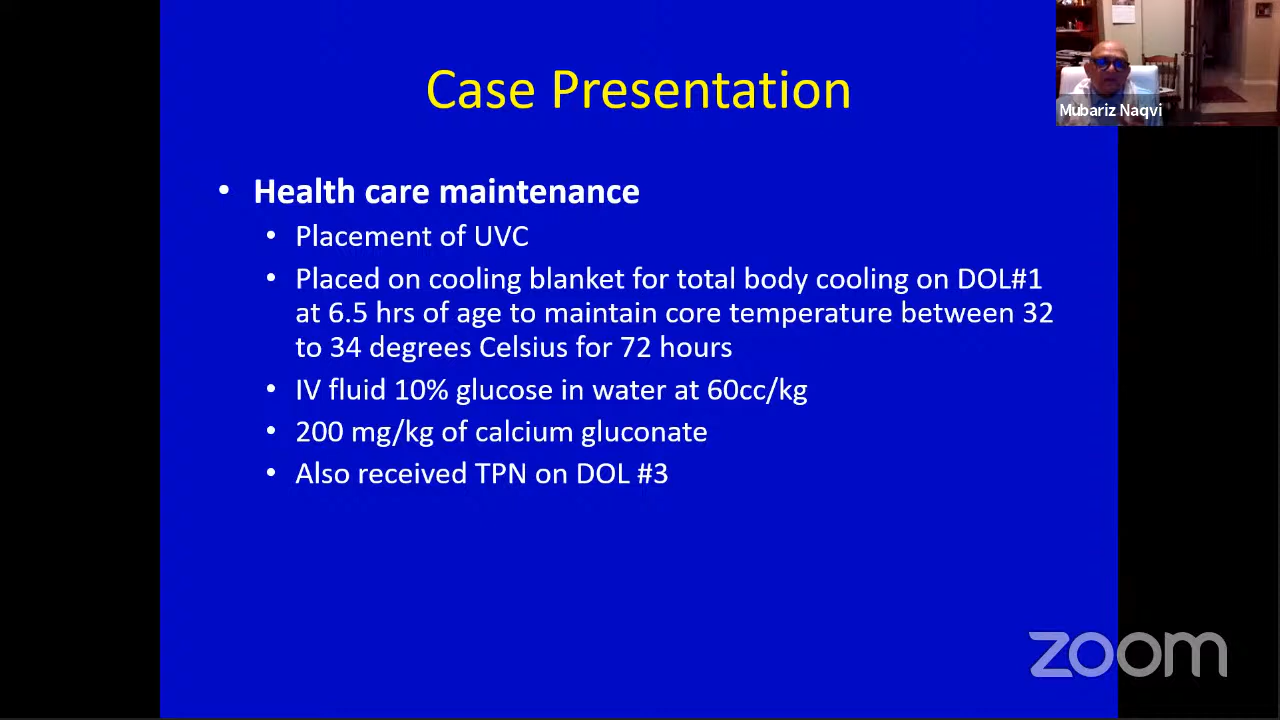 Case Presentation
Mubariz Naqvi
• Health care maintenance
• Placement of UVC
• Placed on cooling blanket for total body cooling on DOL#1
at 6.5 hrs of age to maintain core temperature between 32
to 34 degrees Celsius for 72 hours
• IV fluid 10% glucose in water at 60cc/kg
• 200 mg/kg of calcium gluconate
• Also received TPN on DOL #3
zoom